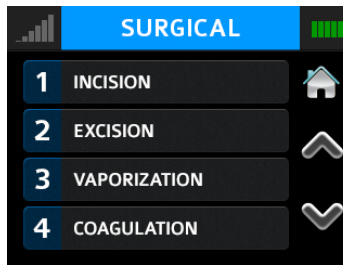 SURGICAL
1 INCISION
2 EXCISION
3 VAPORIZATION
4 COAGULATION